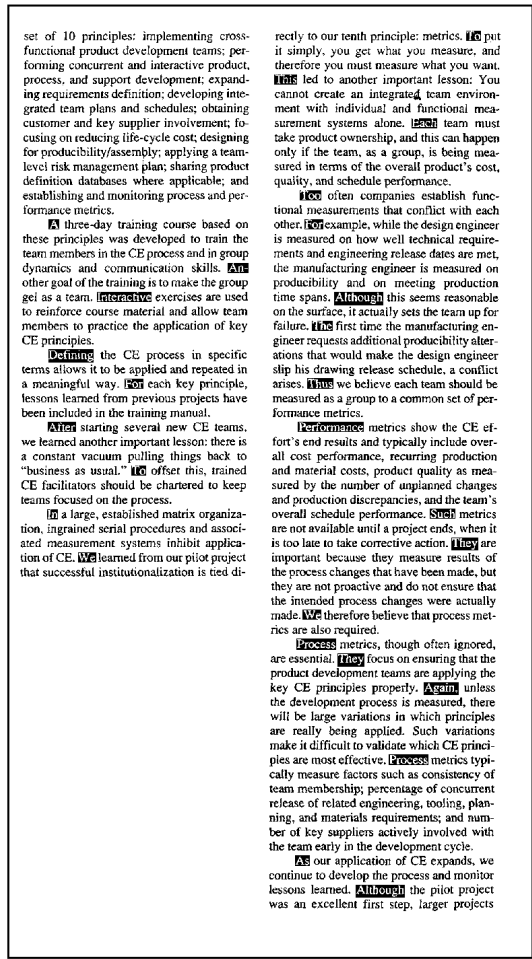 set of 10 principles: implementing cross-
functional product development teams; per-
forming concurrent and interactive product,
process, and support development; expand-
ing requirements definition; developing inte-
grated team plans and schedules; obtaining
customer and key supplier involvement; fo-
cusing on reducing life-cycle cost; designing
for producibility/assembly; applying a team-
level risk management plan; sharing product
definition databases where applicable; and
establishing and monitoring process and per-
formance metrics.
A three-day training course based on
these principles was developed to train the
team members in the CE process and in group
dynamics and communication skills. An-
other goal of the training is to make the group
gel as a team. Interactive exercises are used
to reinforce course material and allow team
members to practice the application of key
CE principles.
Defining the CE process in specific
terms allows it to be applied and repeated in
a meaningful way. For each key principle,
lessons learned from previous projects have
been included in the training manual.
After starting several new CE teams,
we learned another important lesson: there is
a constant vacuum pulling things back to
"business as usual." To offset this, trained
CE facilitators should be chartered to keep
teams focused on the process.
In a large, established matrix organiza-
tion, ingrained serial procedures and associ-
ated measurement systems inhibit applica-
tion of CE. We learned from our pilot project
that successful institutionalization is tied di-
rectly to our tenth principle: metrics. To put
it simply, you get what you measure, and
therefore you must measure what you want.
This led to another important lesson: You
cannot create an integrated team environ-
ment with individual and functional mea-
surement systems alone. Each team must
take product ownership, and this can happen
only if the team, as a group, is being mea-
sured in terms of the overall product's cost,
quality, and schedule performance.
Too often companies establish func-
tional measurements that conflict with each
other. For example, while the design engineer
is measured on how well technical require-
ments and engineering release dates are met,
the manufacturing engineer is measured on
producibility and on meeting production
time spans. Although this seems reasonable
on the surface, it actually sets the team up for
failure. The first time the manufacturing en-
gineer requests additional producibility alter-
ations that would make the design engineer
slip his drawing release schedule, a conflict
arises. Thus we believe each team should be
measured as a group to a common set of per-
formance metrics.
Performance metrics show the CE ef-
fort's end results and typically include over-
all cost performance, recurring production
and material costs, product quality as mea-
sured by the number of unplanned changes
and production discrepancies, and the team's
overall schedule performance. Such metrics
are not available until a project ends, when it
is too late to take corrective action. They are
important because they measure results of
the process changes that have been made, but
they are not proactive and do not ensure that
the intended process changes were actually
made. We therefore believe that process met-
rics are also required.
Process metrics, though often ignored,
are essential. They focus on ensuring that the
product development teams are applying the
key CE principles properly. Again, unless
the development process is measured, there
will be large variations in which principles
are really being applied. Such variations
make it difficult to validate which CE princi-
ples are most effective. Process metrics typi-
cally measure factors such as consistency of
team membership; percentage of concurrent
release of related engineering, tooling, plan-
ning, and materials requirements; and num-
ber of key suppliers actively involved with
the team early in the development cycle.
As our application of CE expands, we
continue to develop the process and monitor
lessons learned. Although the pilot project
was an excellent first step, larger projects